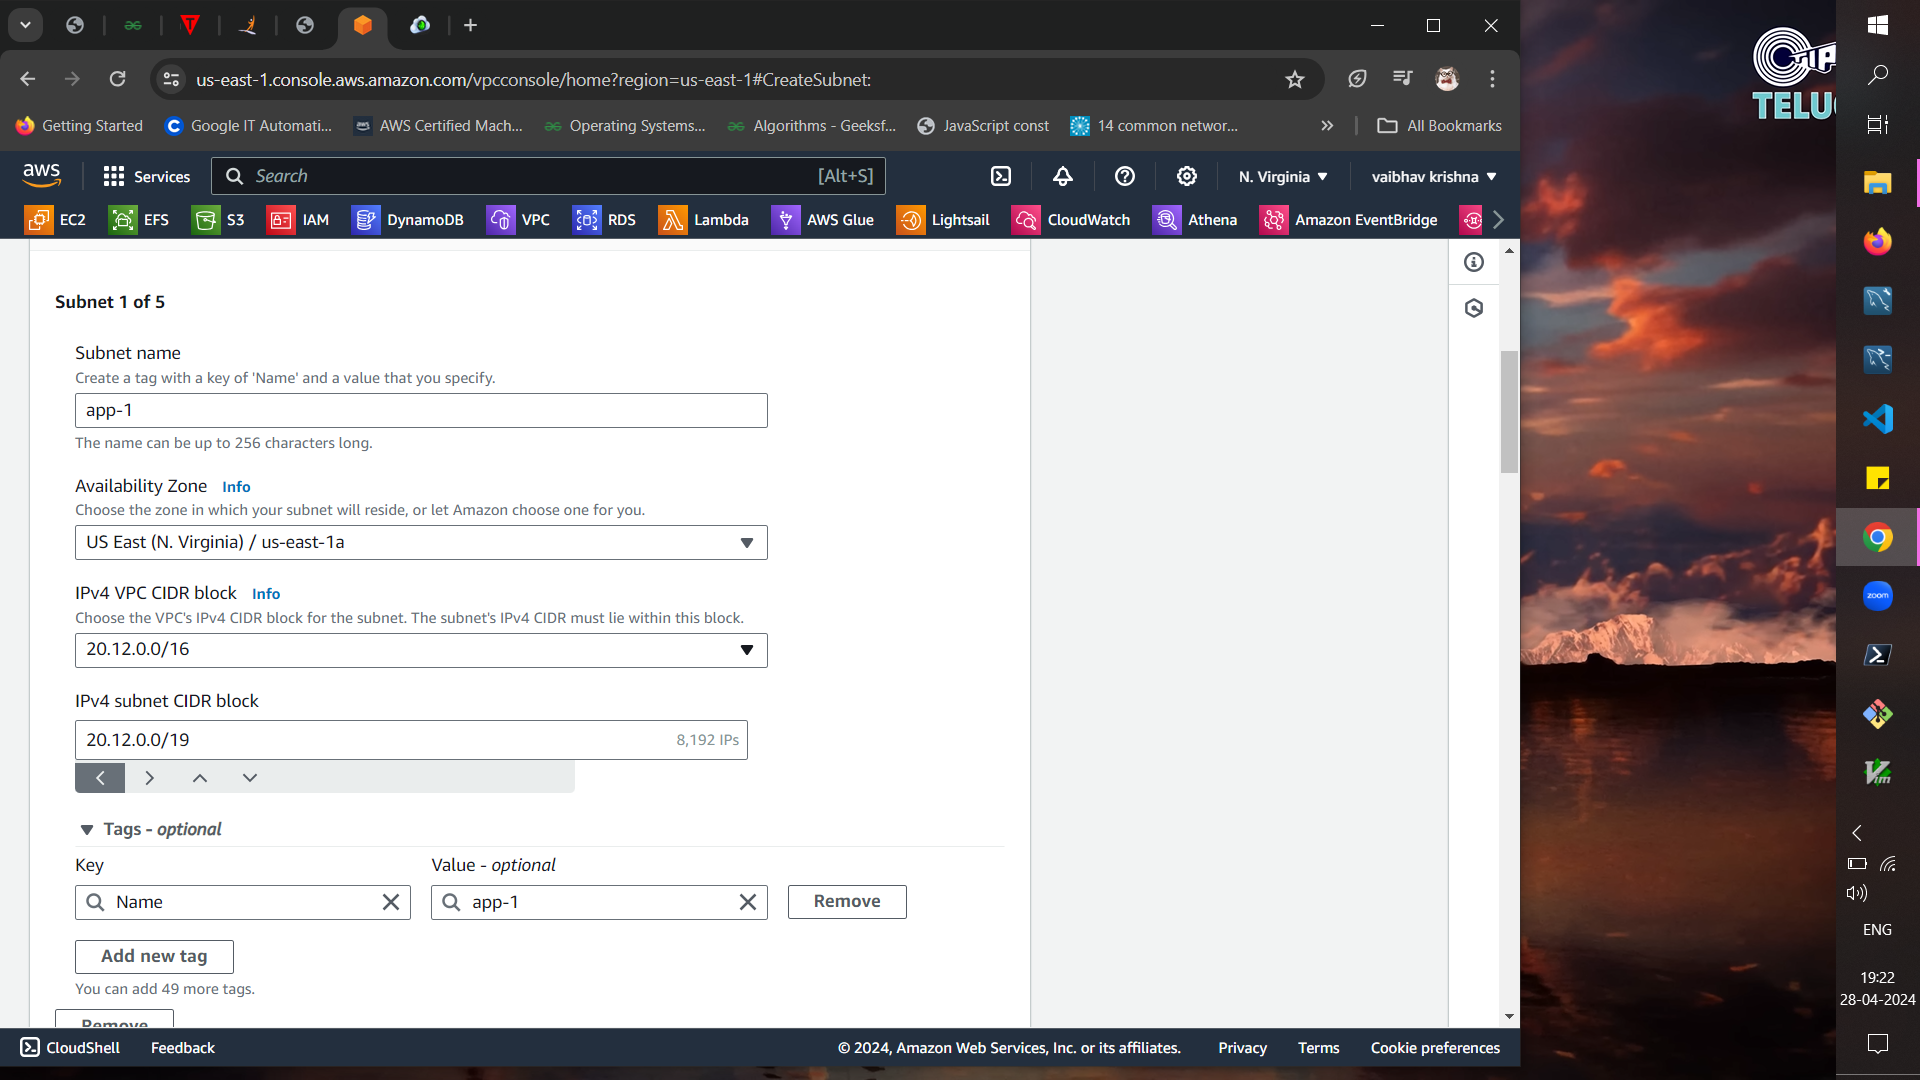 us-east-1.console.aws.amazon.com/vpcconsole/home?region=us-east-1#CreateSubnet:
Getting Started
Google IT Automati...
AWS Certified Mach...
Operating Systems...
Algorithms - Geeksf...
JavaScript const
14 common networ...
All Bookmarks
aws
Services
Search
[Alt+S]
N. Virginia
vaibhav krishna
EC2
EFS
S3
IAM
DynamoDB
VPC
RDS
Lambda
AWS Glue
Lightsail
CloudWatch
Athena
Amazon EventBridge
Subnet 1 of 5
Subnet name
Create a tag with a key of 'Name' and a value that you specify.
app-1
The name can be up to 256 characters long.
Availability Zone Info
Choose the zone in which your subnet will reside, or let Amazon choose one for you.
US East (N. Virginia) / us-east-1a
IPv4 VPC CIDR block Info
Choose the VPC's IPv4 CIDR block for the subnet. The subnet's IPv4 CIDR must lie within this block.
20.12.0.0/16
IPv4 subnet CIDR block
20.12.0.0/19
8,192 IPs
Tags - optional
Key
Value - optional
Name
app-1
Remove
Add new tag
You can add 49 more tags.
Remove
CloudShell
Feedback
© 2024, Amazon Web Services, Inc. or its affiliates.
Privacy
Terms
Cookie preferences
zoom
ENG
19:22
28-04-2024